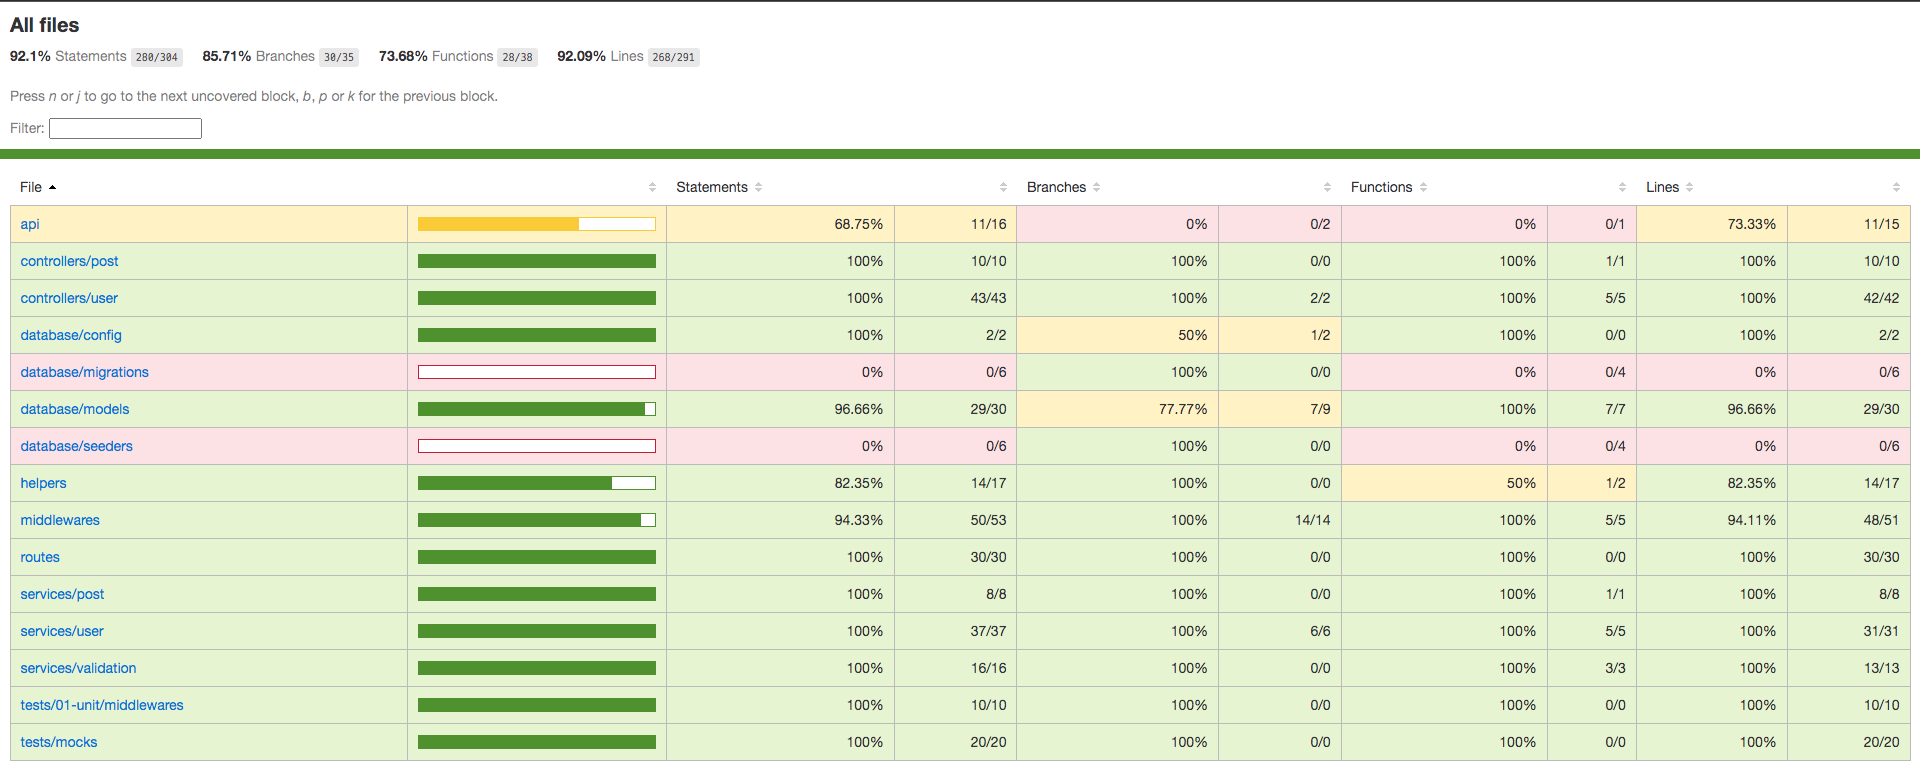 All files
92.1% Statements 280/304 85.71% Branches 30/35 73.68% Functions 28/38 92.09% Lines 268/291
Press n or j to go to the next uncovered block, b, p or k for the previous block.
Filter:
File Statements Branches Functions Lines
api 68.75% 11/16 0% 0/2 0% 0/1 73.33% 11/15
controllers/post 100% 10/10 100% 0/0 100% 1/1 100% 10/10
controllers/user 100% 43/43 100% 2/2 100% 5/5 100% 42/42
database/config 100% 2/2 50% 1/2 100% 0/0 100% 2/2
database/migrations 0% 0/6 100% 0/0 0% 0/4 0% 0/6
database/models 96.66% 29/30 77.77% 7/9 100% 7/7 96.66% 29/30
database/seeders 0% 0/6 100% 0/0 0% 0/4 0% 0/6
helpers 82.35% 14/17 100% 0/0 50% 1/2 82.35% 14/17
middlewares 94.33% 50/53 100% 14/14 100% 5/5 94.11% 48/51
routes 100% 30/30 100% 0/0 100% 0/0 100% 30/30
services/post 100% 8/8 100% 0/0 100% 1/1 100% 8/8
services/user 100% 37/37 100% 6/6 100% 5/5 100% 31/31
services/validation 100% 16/16 100% 0/0 100% 3/3 100% 13/13
tests/01-unit/middlewares 100% 10/10 100% 0/0 100% 0/0 100% 10/10
tests/mocks 100% 20/20 100% 0/0 100% 0/0 100% 20/20